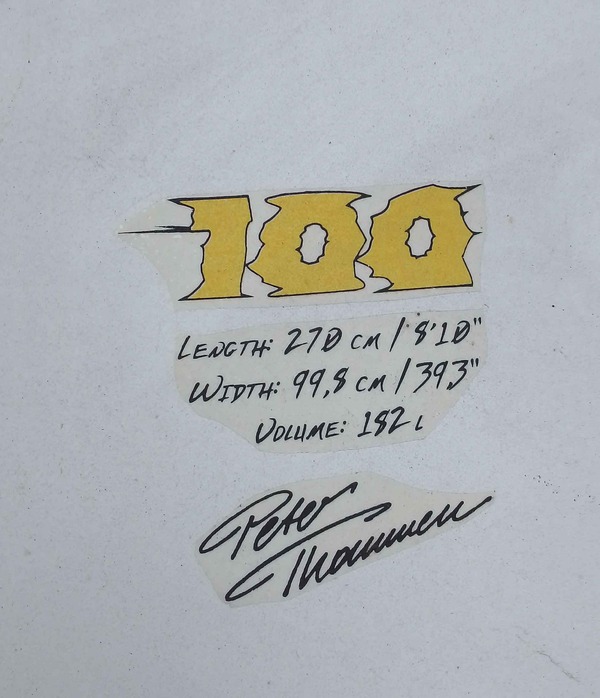 100
LENGTH: 270 CM / 8'10"
WIDTH: 99,8 CM / 39,3"
VOLUME: 182 L
Peter
Thommen